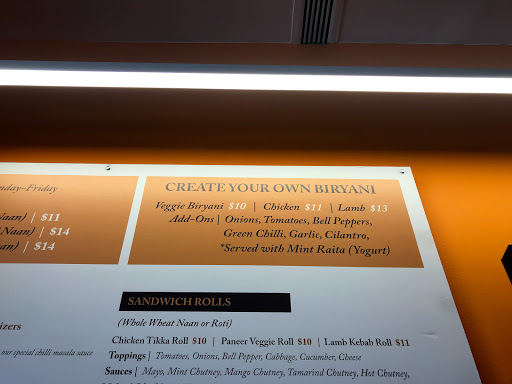 nday-Friday
Naan) | $11
Naan) | $14
an) | $14
CREATE YOUR OWN BIRYANI
Veggie Biryani $10 | Chicken $11 | Lamb $13
Add-Ons | Onions, Tomatoes, Bell Peppers,
Green Chilli, Garlic, Cilantro,
*Served with Mint Raita (Yogurt)
izers
our special chilli masala sauce
SANDWICH ROLLS
(Whole Wheat Naan or Roti)
Chicken Tikka Roll $10 | Paneer Veggie Roll $10 | Lamb Kebab Roll $11
Toppings | Tomatoes, Onions, Bell Pepper, Cabbage, Cucumber, Cheese
Sauces | Mayo, Mint Chutney, Mango Chutney, Tamarind Chutney, Hot Chutney,